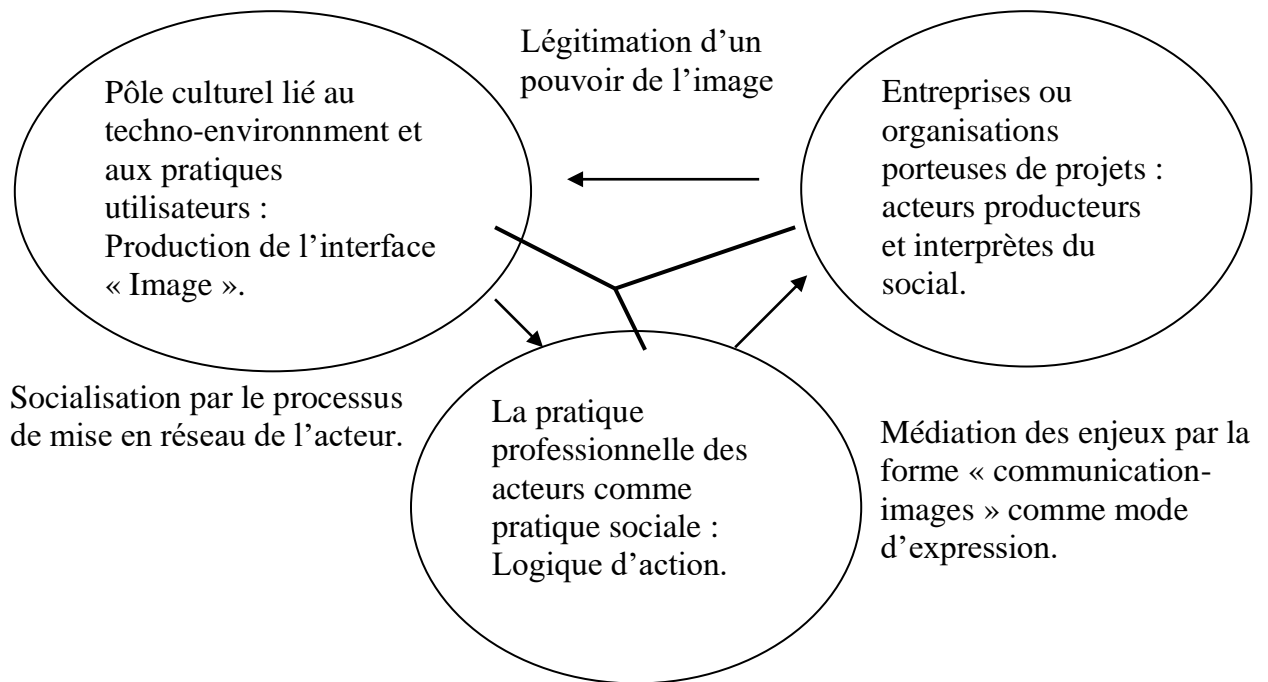 Légitimation d’un
pouvoir de l’image
Pôle culturel lié au
techno-environnment et
aux pratiques
utilisateurs :
Production de l’interface
« Image ».
Entreprises ou
organisations
porteuses de projets :
acteurs producteurs
et interprètes du
social.
Socialisation par le processus
de mise en réseau de l’acteur.
La pratique
professionnelle des
acteurs comme
pratique sociale :
Logique d’action.
Médiation des enjeux par la
forme « communication-
images » comme mode
d’expression.